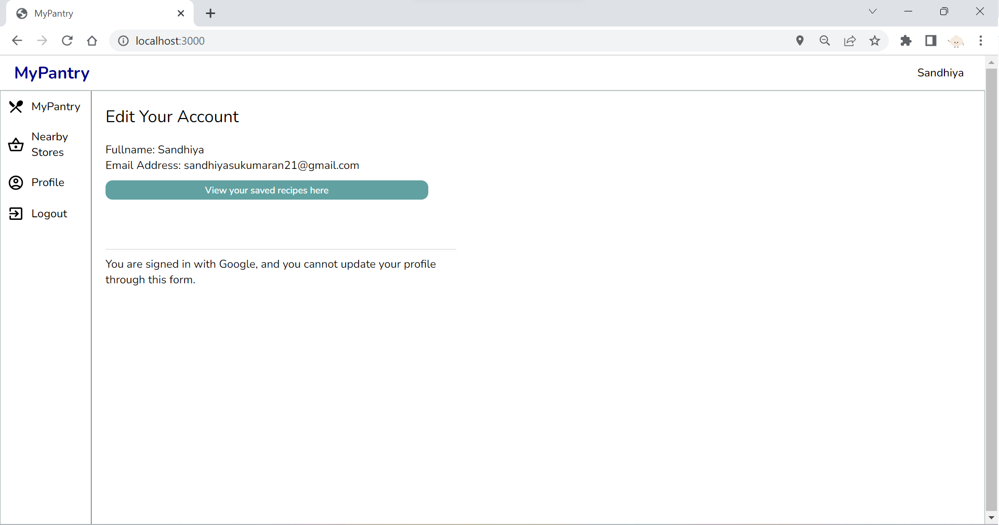 MyPantry
localhost:3000
MyPantry
Sandhiya
MyPantry
Nearby
Stores
Profile
Logout
Edit Your Account
Fullname: Sandhiya
Email Address: sandhiyasukumaran21@gmail.com
View your saved recipes here
You are signed in with Google, and you cannot update your profile
through this form.